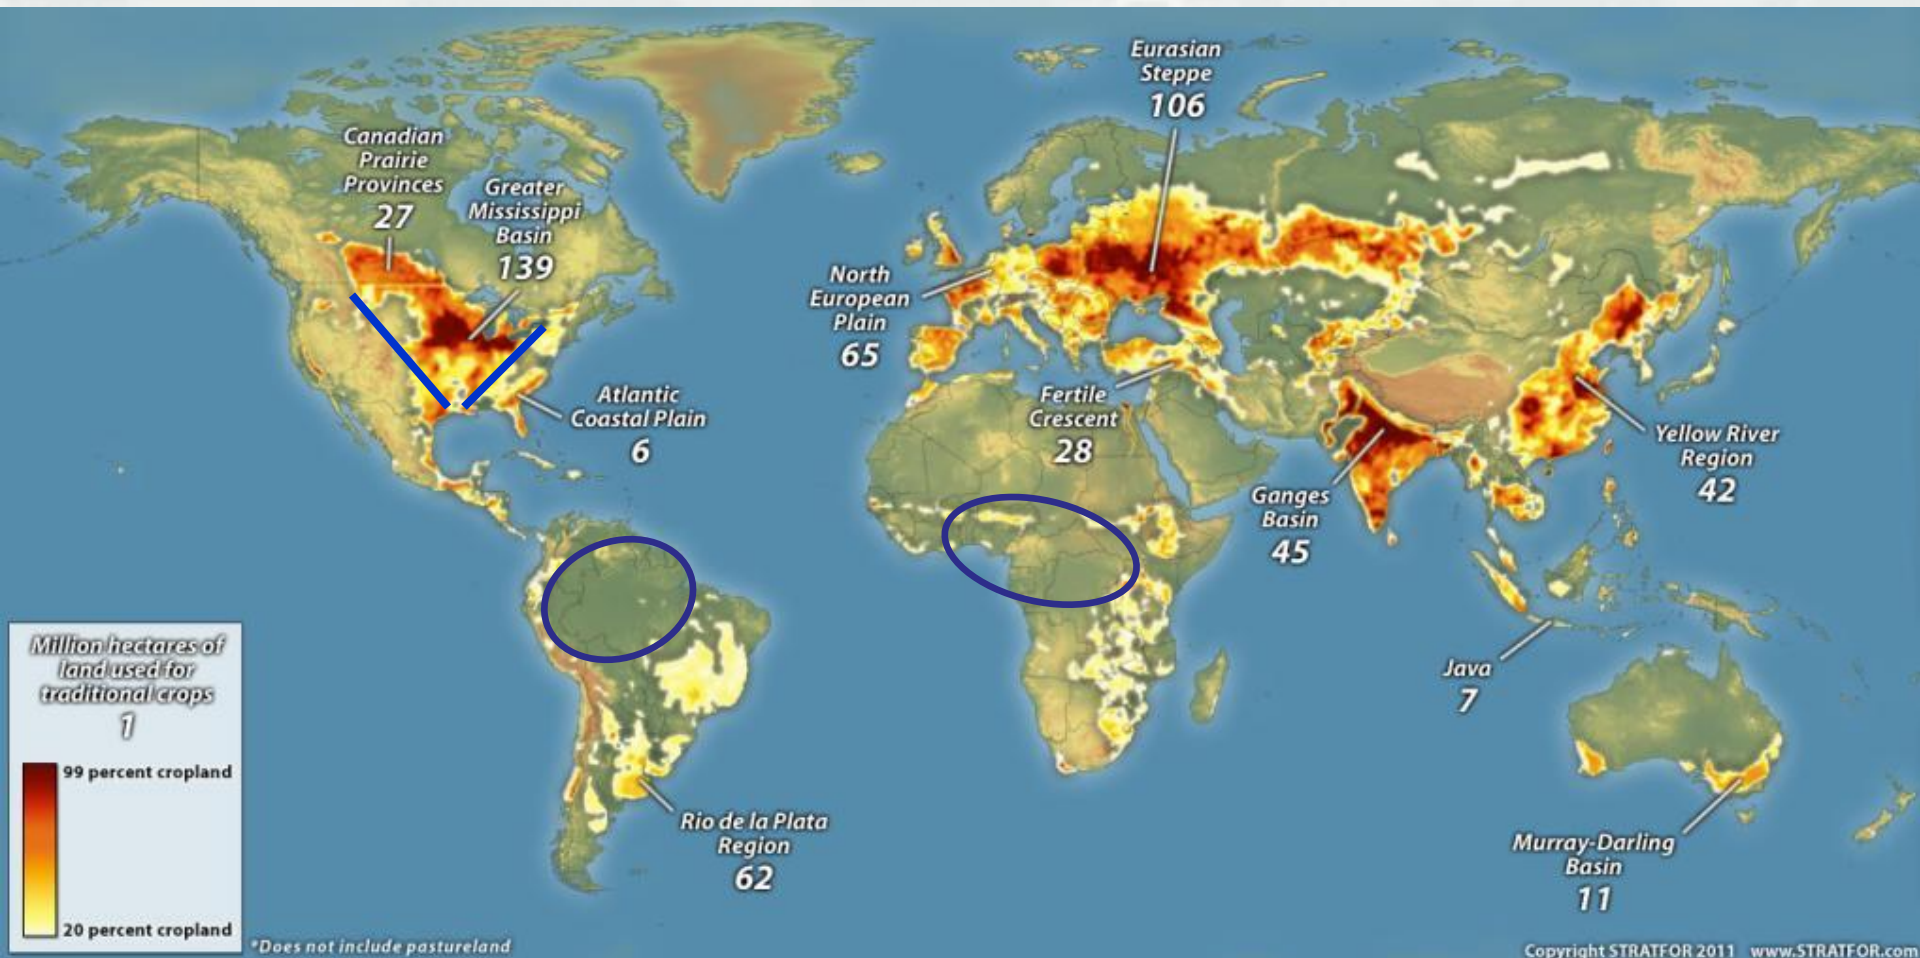 Eurasian
Steppe
106
Canadian
Prairie
Provinces
27
Greater
Mississippi
Basin
139
North
European
Plain
65
Atlantic
Coastal Plain
6
Fertile
Crescent
28
Yellow River
Region
42
Ganges
Basin
45
Java
7
Rio de la Plata
Region
62
Murray-Darling
Basin
11
Million hectares of
land used for
traditional crops
1
99 percent cropland
20 percent cropland
*Does not include pastureland
Copyright STRATFOR 2011 www.STRATFOR.com